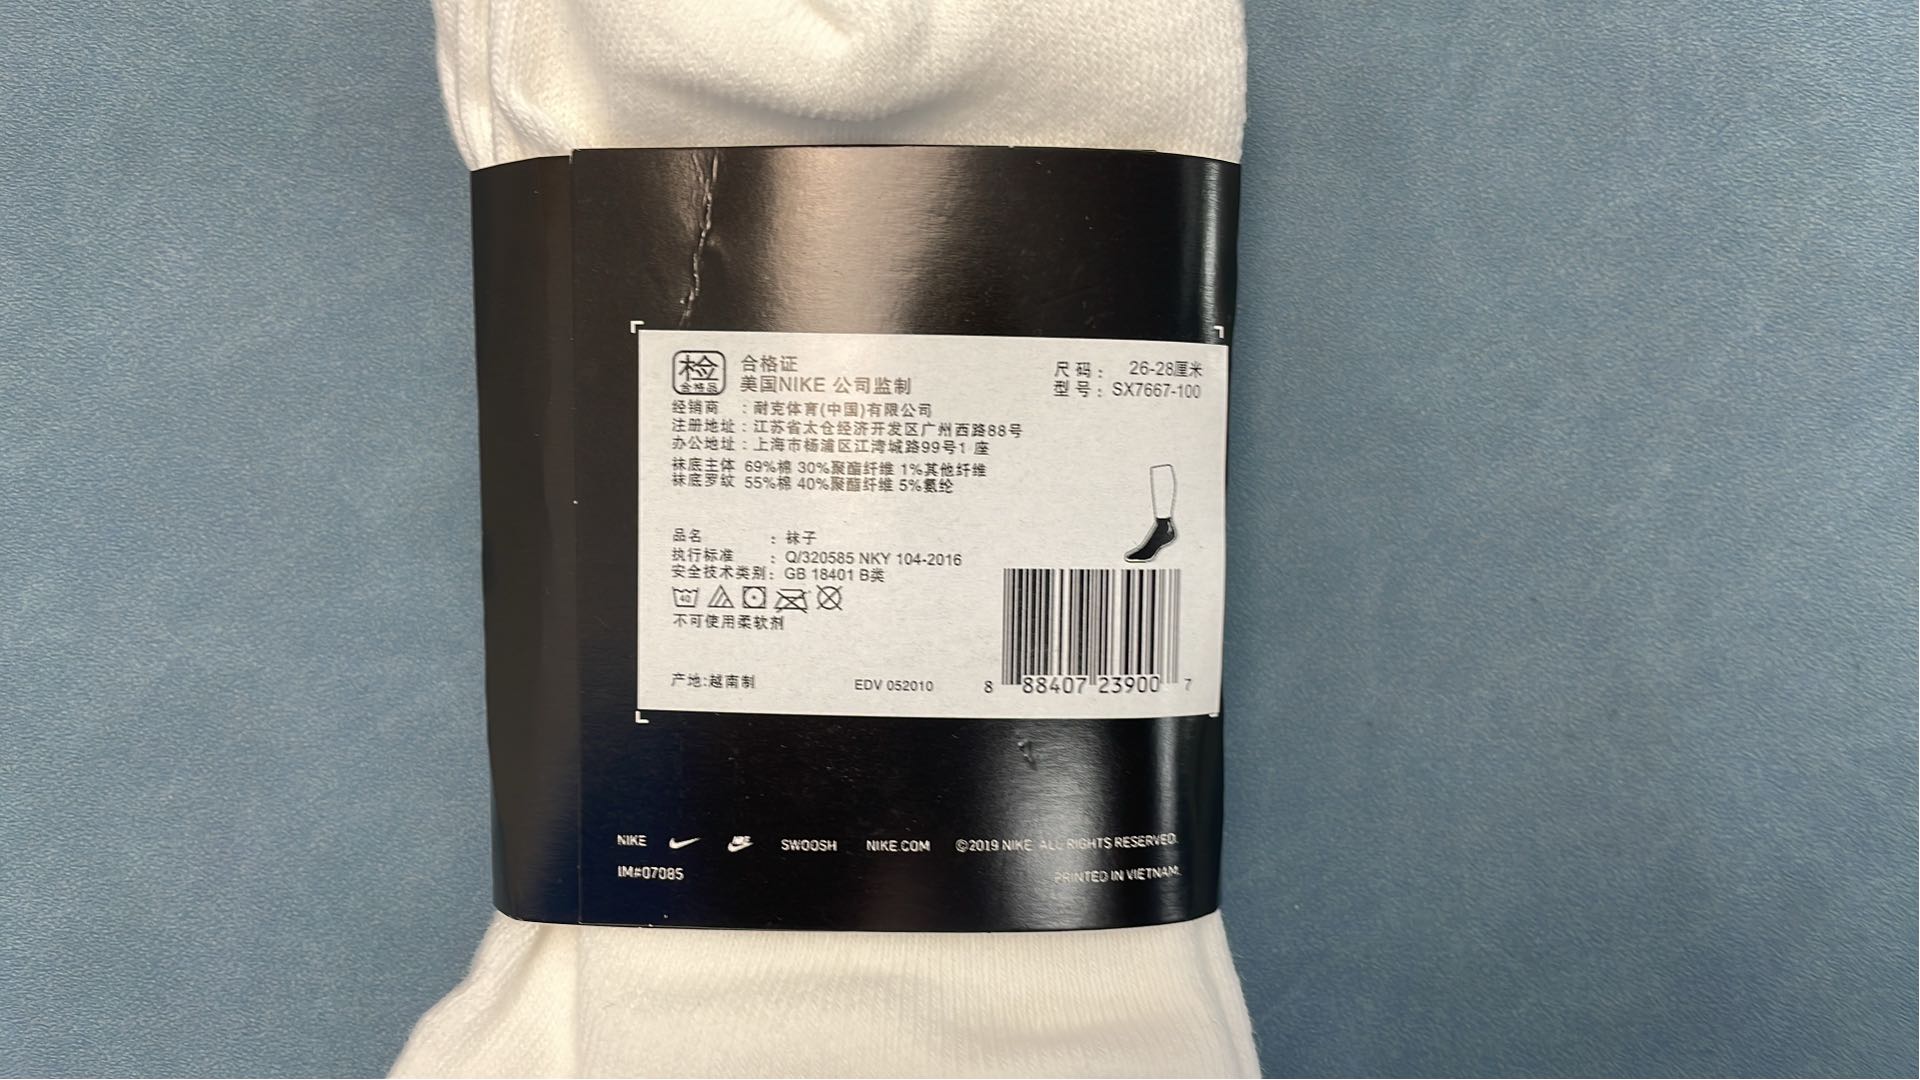 检
合格品
合格证
美国NIKE 公司监制
尺码： 26-28厘米
型号：SX7667-100
经销商 ：耐克体育(中国)有限公司
注册地址：江苏省太仓经济开发区广州西路88号
办公地址：上海市杨浦区江湾城路99号1 座
袜底主体 69%棉 30%聚酯纤维 1%其他纤维
袜底罗纹 55%棉 40%聚酯纤维 5%氨纶
品名 ：袜子
执行标准 ：Q/320585 NKY 104-2016
安全技术类别：GB 18401 B类
40
不可使用柔软剂
产地:越南制 EDV 052010 8 88407 23900 7
NIKE NIKE SWOOSH NIKE.COM ©2019 NIKE. ALL RIGHTS RESERVED.
IM#07085 PRINTED IN VIETNAM.